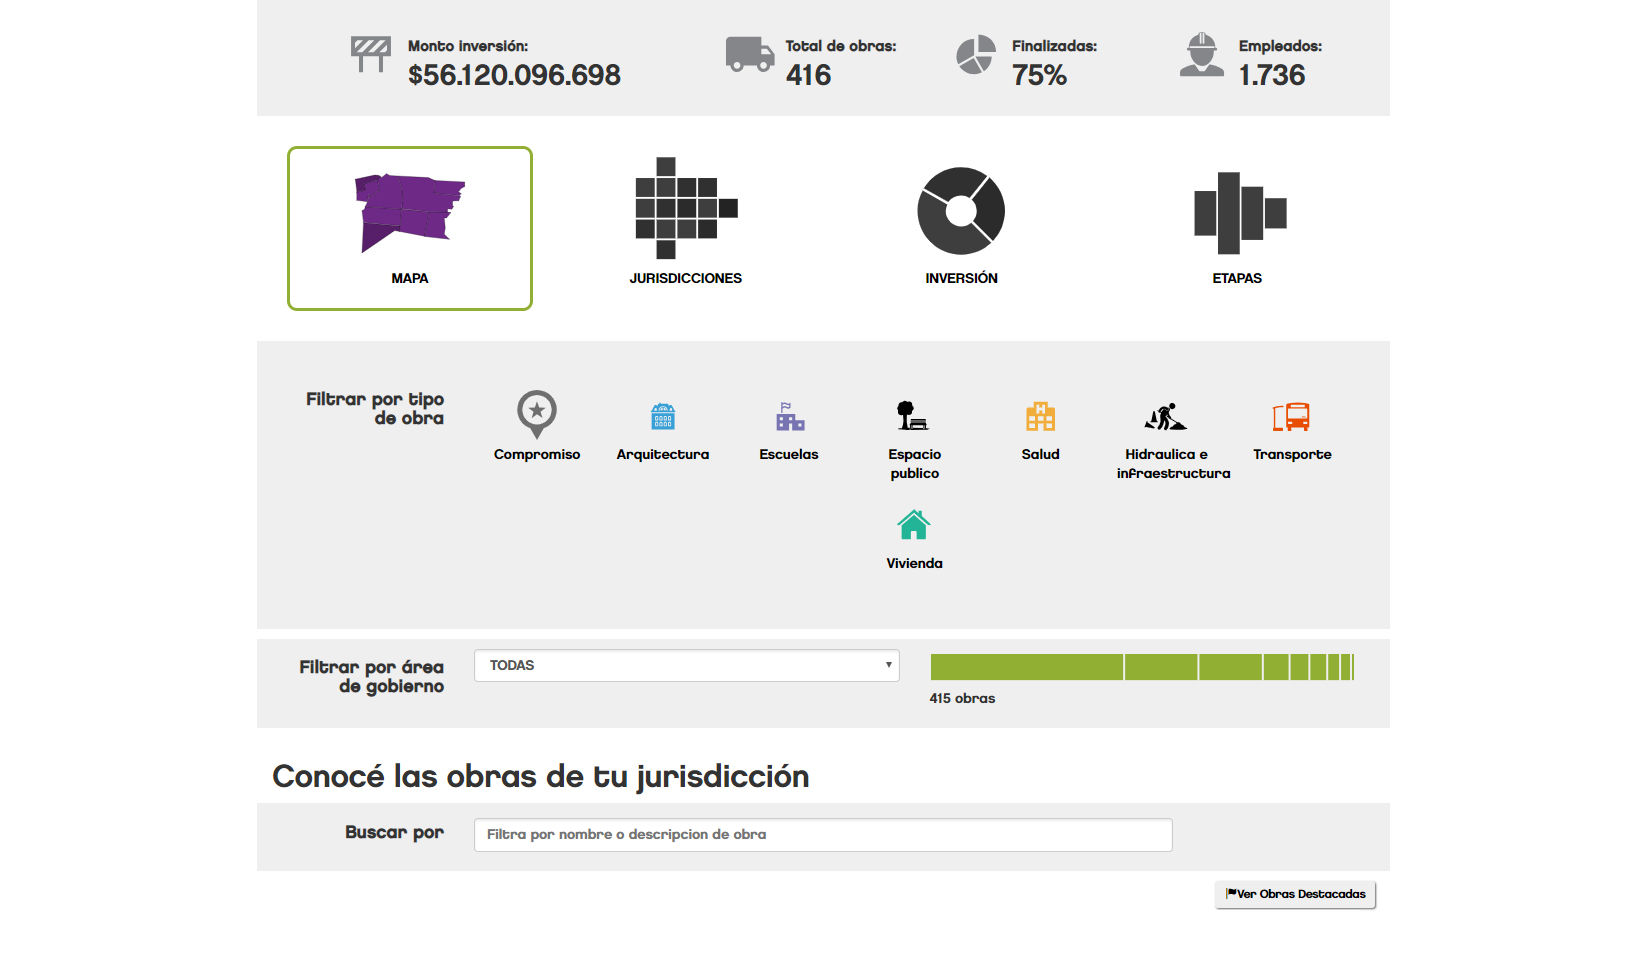 Monto inversión:
$56.120.096.698
Total de obras:
416
Finalizadas:
75%
Empleados:
1.736
MAPA
JURISDICCIONES
INVERSIÓN
ETAPAS
Filtrar por tipo
de obra
Compromiso
Arquitectura
Escuelas
Espacio
publico
Salud
Hidraulica e
infraestructura
Transporte
Vivienda
Filtrar por área
de gobierno
TODAS
415 obras
Conocé las obras de tu jurisdicción
Buscar por
Filtra por nombre o descripcion de obra
Ver Obras Destacadas